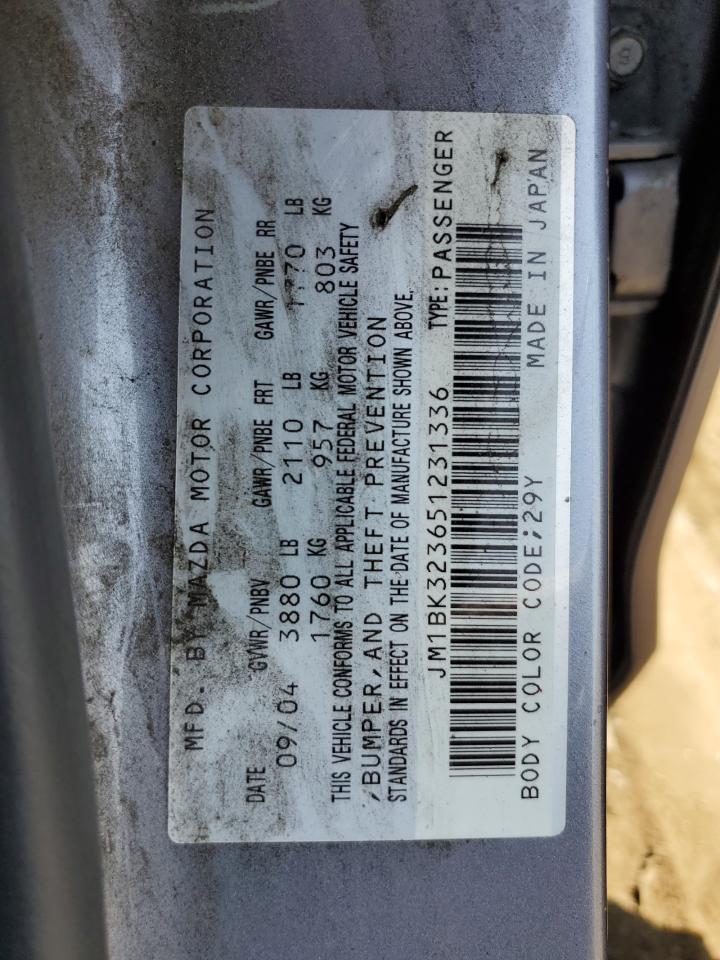 MFD. BY MAZDA MOTOR CORPORATION
DATE GVWR/PNBV GAWR/PNBE FRT GAWR/PNBE RR
09/04 3880 LB 2110 LB 1770 LB
1760 KG 957 KG 803 KG
THIS VEHICLE CONFORMS TO ALL APPLICABLE FEDERAL MOTOR VEHICLE SAFETY
,BUMPER,AND THEFT PREVENTION
STANDARDS IN EFFECT ON THE DATE OF MANUFACTURE SHOWN ABOVE.
JM1BK323651231336 TYPE:PASSENGER
BODY COLOR CODE;29Y MADE IN JAPAN